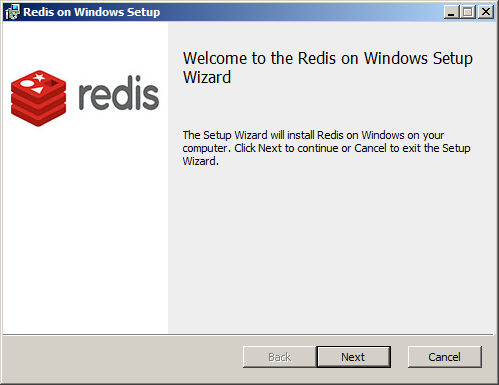 Redis on Windows Setup
redis
Welcome to the Redis on Windows Setup
Wizard
The Setup Wizard will install Redis on Windows on your
computer. Click Next to continue or Cancel to exit the Setup
Wizard.
Back Next Cancel